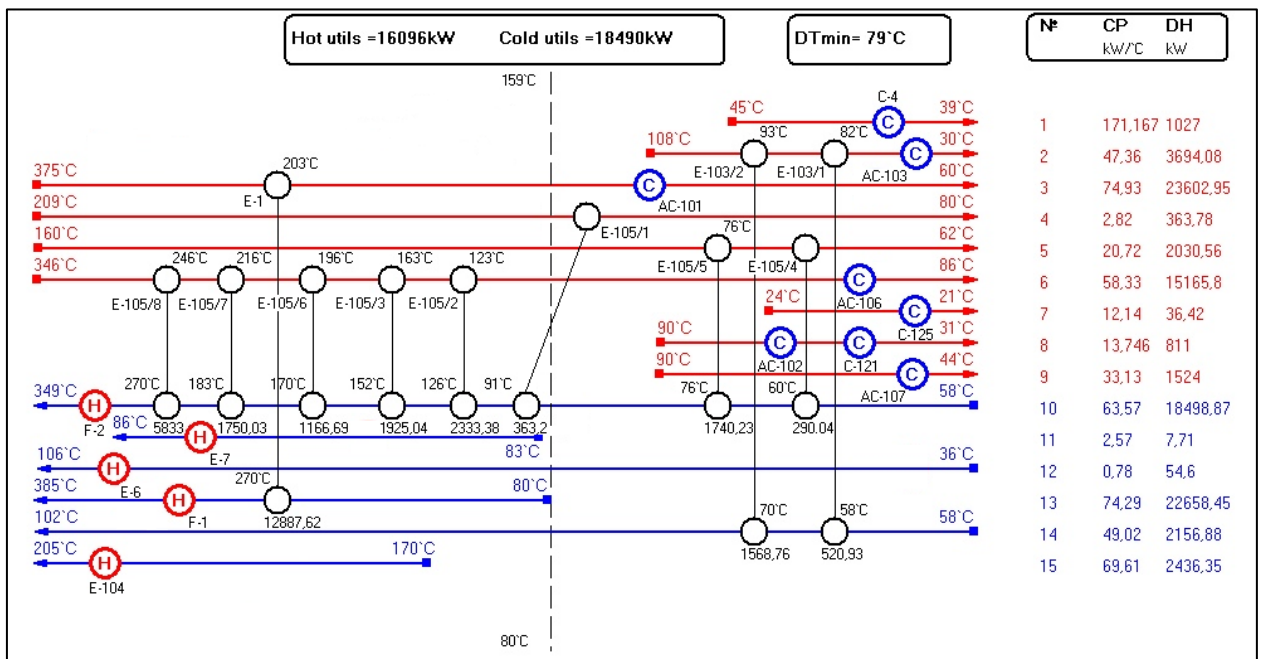 Hot utils =16096kW Cold utils =18490kW
DTmin= 79`C
№ CP DH
kW/`C kW
159`C
C-4
45`C 39`C
1 171,167 1027
93`C 82`C
108`C 30`C
E-103/2 E-103/1 AC-103
2 47,36 3694,08
203`C
375`C 60`C
E-1 AC-101
3 74,93 23602,95
209`C 80`C
E-105/1
4 2,82 363,78
76`C
160`C 62`C
E-105/5 E-105/4
5 20,72 2030,56
246`C 216`C 196`C 163`C 123`C
346`C 86`C
E-105/8 E-105/7 E-105/6 E-105/3 E-105/2 AC-106
6 58,33 15165,8
24`C 21`C
C-125
7 12,14 36,42
90`C 31`C
AC-102 C-121
8 13,746 811
90`C 44`C
AC-107
9 33,13 1524
349`C 270`C 183`C 170`C 152`C 126`C 91`C 76`C 60`C 58`C
F-2 5833 1750,03 1166,69 1925,04 2333,38 363,2 1740,23 290.04
10 63,57 18498,87
86`C 83`C
E-7
11 2,57 7,71
106`C 36`C
E-6
12 0,78 54,6
385`C 270`C 80`C
F-1 12887,62
13 74,29 22658,45
102`C 70`C 58`C 58`C
1568,76 520,93
14 49,02 2156,88
205`C 170`C
E-104
15 69,61 2436,35
80`C